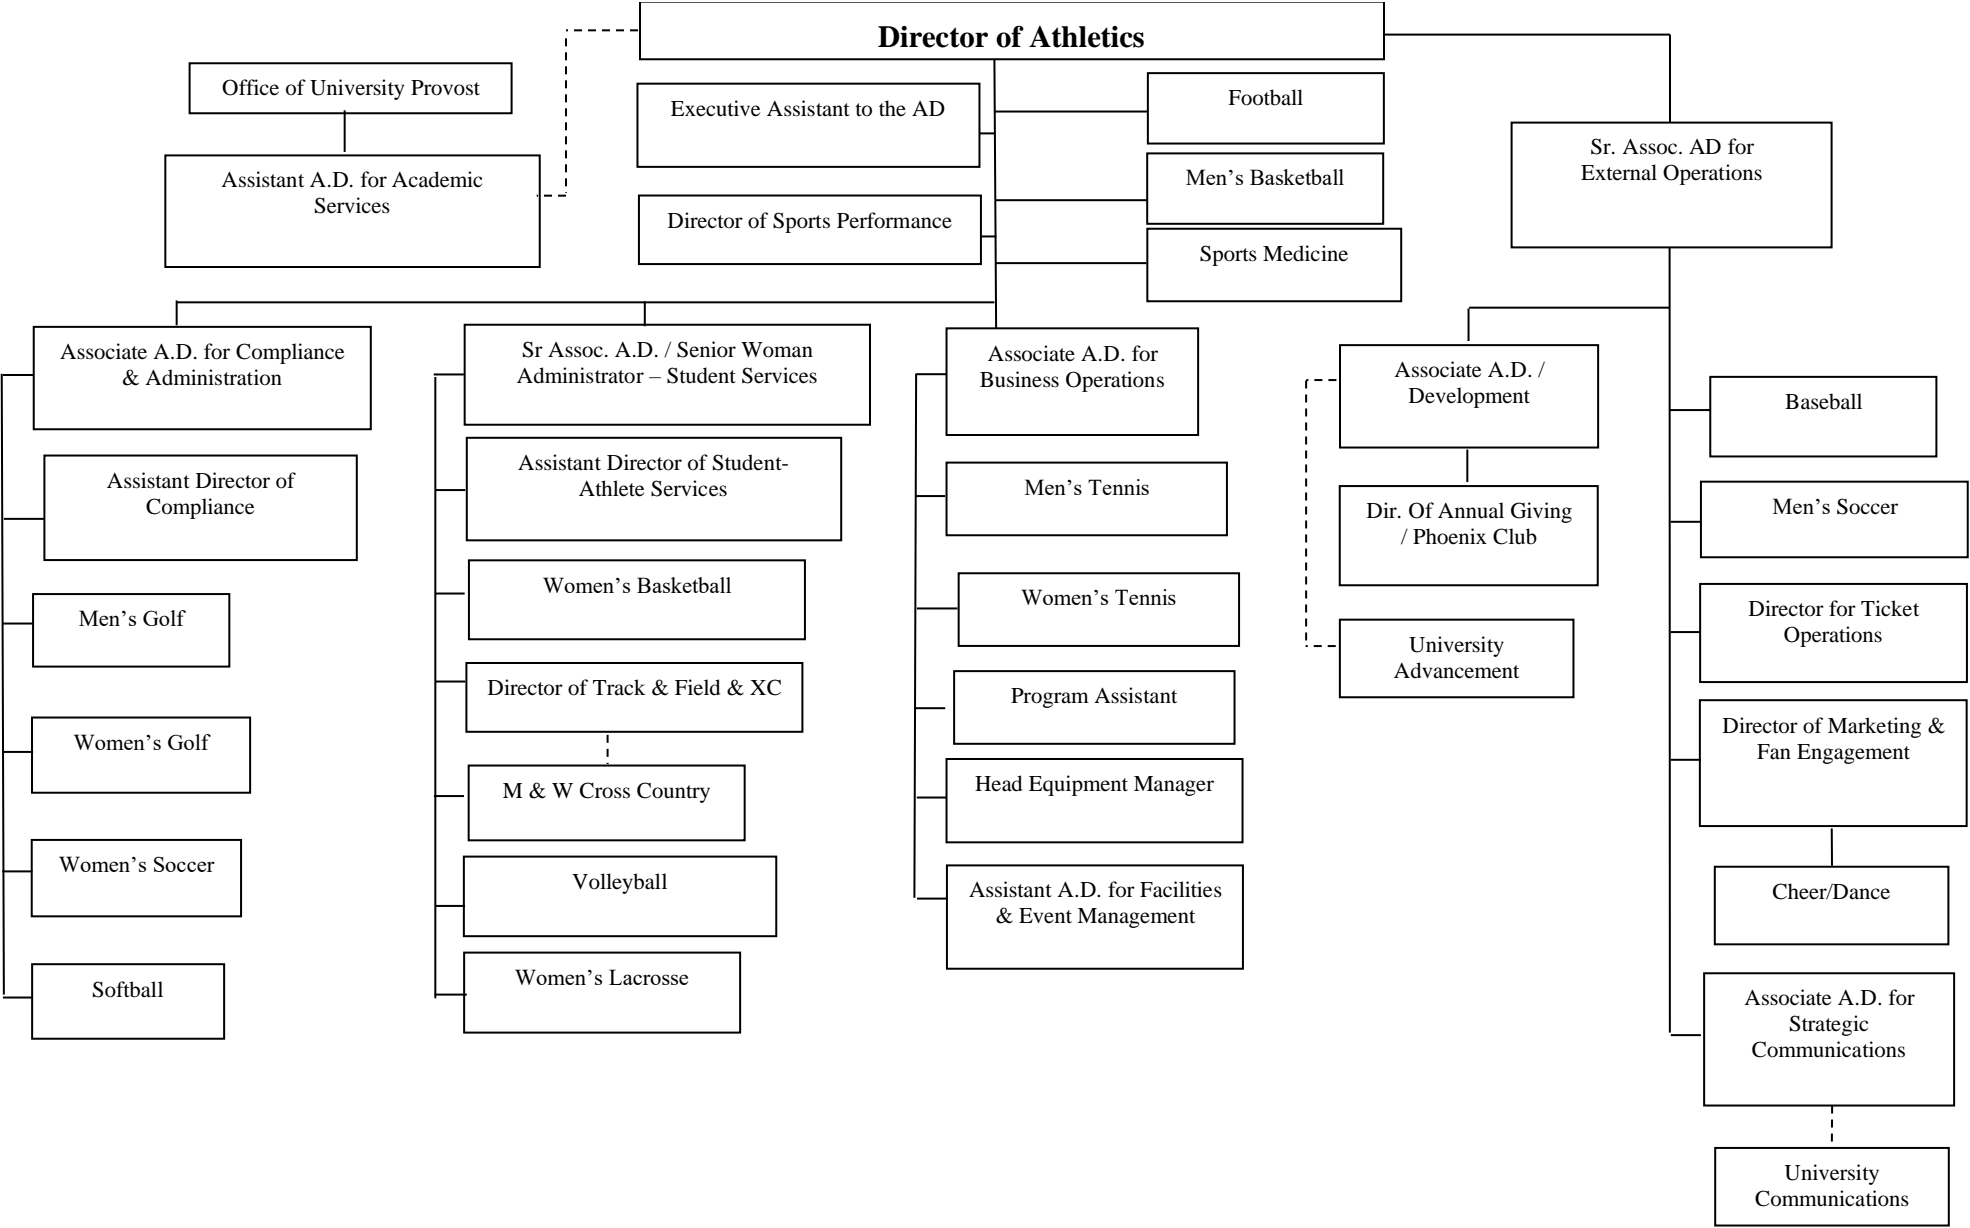 Director of Athletics
Office of University Provost
Assistant A.D. for Academic
Services
Executive Assistant to the AD
Director of Sports Performance
Football
Men’s Basketball
Sports Medicine
Sr. Assoc. AD for
External Operations
Associate A.D. for Compliance
& Administration
Assistant Director of
Compliance
Men’s Golf
Women’s Golf
Women’s Soccer
Softball
Sr Assoc. A.D. / Senior Woman
Administrator – Student Services
Assistant Director of Student-
Athlete Services
Women’s Basketball
Director of Track & Field & XC
M & W Cross Country
Volleyball
Women’s Lacrosse
Associate A.D. for
Business Operations
Men’s Tennis
Women’s Tennis
Program Assistant
Head Equipment Manager
Assistant A.D. for Facilities
& Event Management
Associate A.D. /
Development
Dir. Of Annual Giving
/ Phoenix Club
University
Advancement
Baseball
Men’s Soccer
Director for Ticket
Operations
Director of Marketing &
Fan Engagement
Cheer/Dance
Associate A.D. for
Strategic
Communications
University
Communications